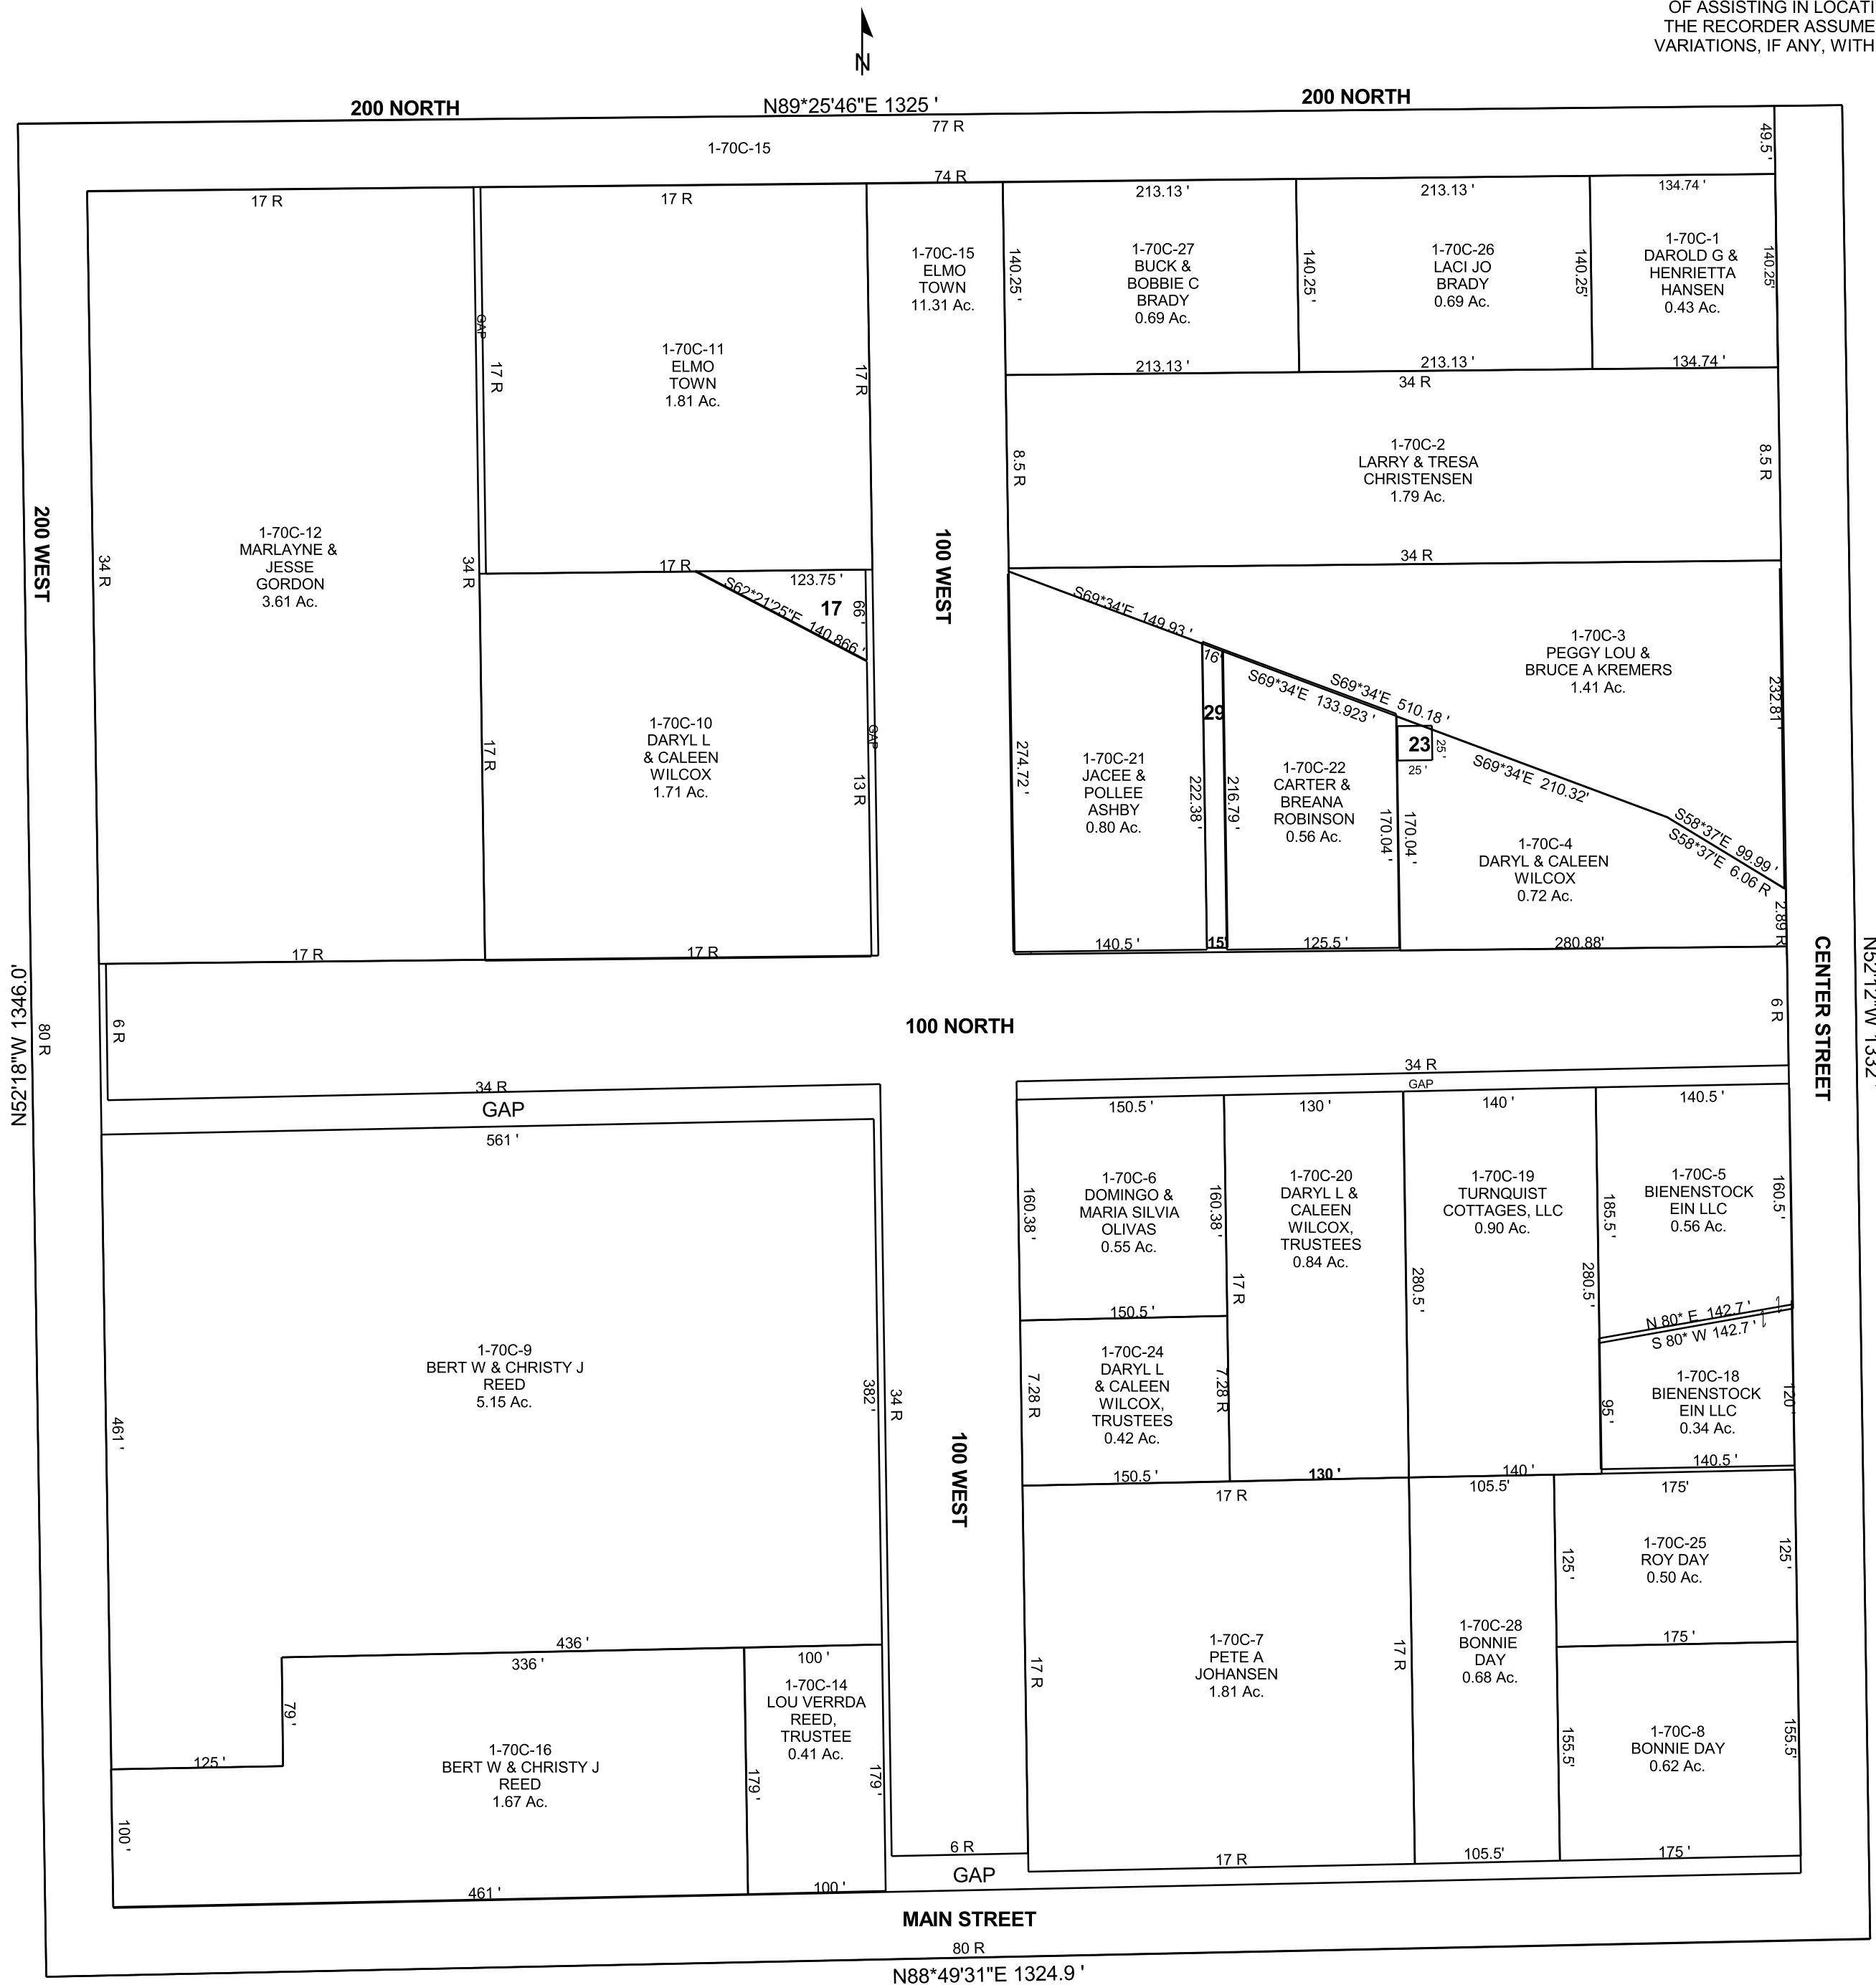 OF ASSISTING IN LOCATI
THE RECORDER ASSUME
VARIATIONS, IF ANY, WITH
N
200 NORTH
N89*25'46"E 1325 '
200 NORTH
77 R
1-70C-15
49.5 '
74 R
17 R
17 R
213.13 '
213.13 '
134.74 '
1-70C-15
ELMO
TOWN
11.31 Ac.
140.25 '
1-70C-27
BUCK &
BOBBIE C
BRADY
0.69 Ac.
140.25 '
1-70C-26
LACI JO
BRADY
0.69 Ac.
140.25'
1-70C-1
DAROLD G &
HENRIETTA
HANSEN
0.43 Ac.
140.25'
GAP
17 R
1-70C-11
ELMO
TOWN
1.81 Ac.
17 R
213.13 '
213.13 '
134.74 '
34 R
8.5 R
1-70C-2
LARRY & TRESA
CHRISTENSEN
1.79 Ac.
8.5 R
34 R
200 WEST
34 R
1-70C-12
MARLAYNE &
JESSE
GORDON
3.61 Ac.
34 R
17 R
123.75 '
17
66 '
S62*21'25"E 140.866 '
100 WEST
S69*34'E 149.93 '
16'
S69*34'E 133.923 '
S69*34'E 510.18 '
1-70C-3
PEGGY LOU &
BRUCE A KREMERS
1.41 Ac.
232.81'
17 R
1-70C-10
DARYL L
& CALEEN
WILCOX
1.71 Ac.
GAP
13 R
274.72 '
1-70C-21
JACEE &
POLLEE
ASHBY
0.80 Ac.
29
222.38 '
216.79 '
1-70C-22
CARTER &
BREANA
ROBINSON
0.56 Ac.
23
25 '
25 '
S69*34'E 210.32'
170.04 '
170.04 '
1-70C-4
DARYL & CALEEN
WILCOX
0.72 Ac.
S58*37'E 99.99 '
S58*37'E 6.06 R
2.89 R
17 R
17 R
140.5 '
15'
125.5 '
280.88'
N52'18"W 1346.0'
80 R
6 R
100 NORTH
6 R
CENTER STREET
N52'12"W 1332'
34 R
34 R
GAP
GAP
561 '
150.5 '
130 '
140 '
140.5 '
160.38 '
1-70C-6
DOMINGO &
MARIA SILVIA
OLIVAS
0.55 Ac.
160.38 '
1-70C-20
DARYL L &
CALEEN
WILCOX,
TRUSTEES
0.84 Ac.
1-70C-19
TURNQUIST
COTTAGES, LLC
0.90 Ac.
185.5 '
1-70C-5
BIENENSTOCK
EIN LLC
0.56 Ac.
160.5 '
17 R
280.5 '
280.5 '
150.5 '
N 80* E 142.7 '
S 80* W 142.7 '
461 '
1-70C-9
BERT W & CHRISTY J
REED
5.15 Ac.
382 '
34 R
7.28 R
1-70C-24
DARYL L
& CALEEN
WILCOX,
TRUSTEES
0.42 Ac.
7.28 R
95 '
1-70C-18
BIENENSTOCK
EIN LLC
0.34 Ac.
120'
100 WEST
150.5 '
130 '
140 '
140.5 '
17 R
105.5'
175'
125 '
1-70C-25
ROY DAY
0.50 Ac.
125 '
436 '
336 '
100 '
175 '
79 '
1-70C-14
LOU VERRDA
REED,
TRUSTEE
0.41 Ac.
17 R
1-70C-7
PETE A
JOHANSEN
1.81 Ac.
17 R
1-70C-28
BONNIE
DAY
0.68 Ac.
125 '
1-70C-16
BERT W & CHRISTY J
REED
1.67 Ac.
179 '
179 '
155.5'
1-70C-8
BONNIE DAY
0.62 Ac.
155.5'
100 '
6 R
17 R
105.5'
175 '
GAP
461 '
100 '
MAIN STREET
80 R
N88*49'31"E 1324.9 '